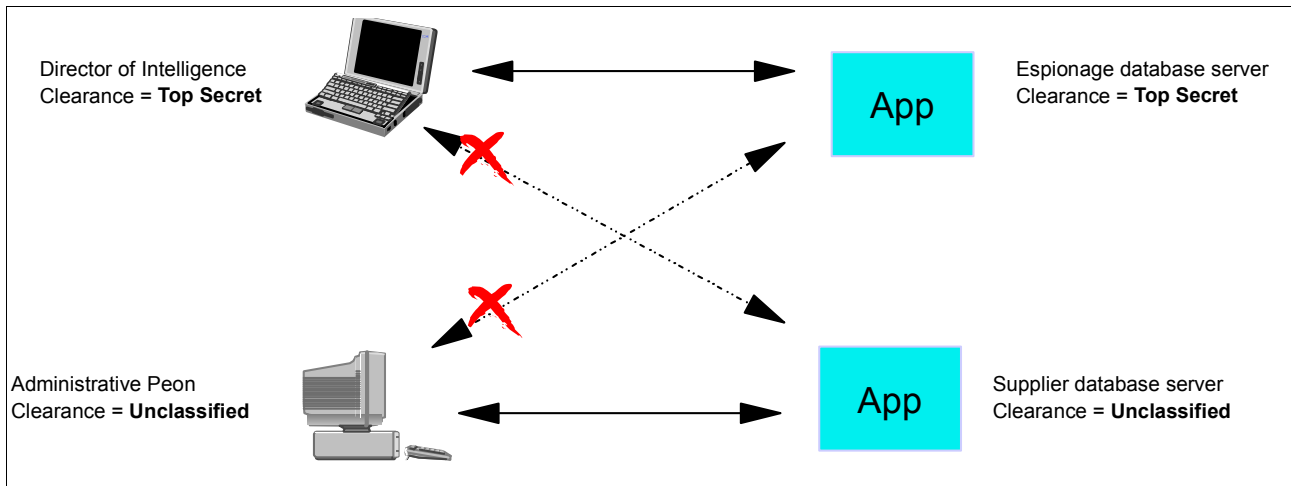 Director of Intelligence
Clearance = Top Secret
App
Espionage database server
Clearance = Top Secret
Administrative Peon
Clearance = Unclassified
App
Supplier database server
Clearance = Unclassified